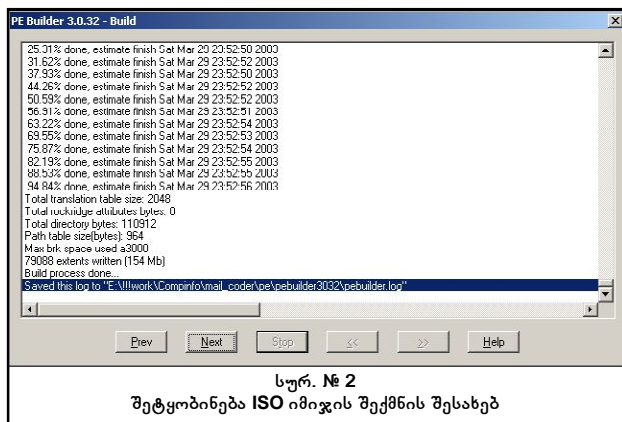 PE Builder 3.0.32 - Build
25.31% done, estimate finish Sat Mar 29 23:52:50 2003
31.62% done, estimate finish Sat Mar 29 23:52:52 2003
37.93% done, estimate finish Sat Mar 29 23:52:50 2003
44.26% done, estimate finish Sat Mar 29 23:52:52 2003
50.59% done, estimate finish Sat Mar 29 23:52:52 2003
56.91% done, estimate finish Sat Mar 29 23:52:51 2003
63.22% done, estimate finish Sat Mar 29 23:52:54 2003
69.55% done, estimate finish Sat Mar 29 23:52:53 2003
75.87% done, estimate finish Sat Mar 29 23:52:54 2003
82.19% done, estimate finish Sat Mar 29 23:52:55 2003
88.53% done, estimate finish Sat Mar 29 23:52:55 2003
94.84% done, estimate finish Sat Mar 29 23:52:56 2003
Total translation table size: 2048
Total rockridge attributes bytes: 0
Total directory bytes: 110912
Path table size(bytes): 964
Max brk space used a3000
79088 extents written (154 Mb)
Build process done...
Saved this log to "E:\!!!work\Compinfo\mail_coder\pe\pebuilder3032\pebuilder.log"
Prev Next Stop << >> Help
სურ. № 2
შეტყობინება ISO იმიჯის შექმნის შესახებ